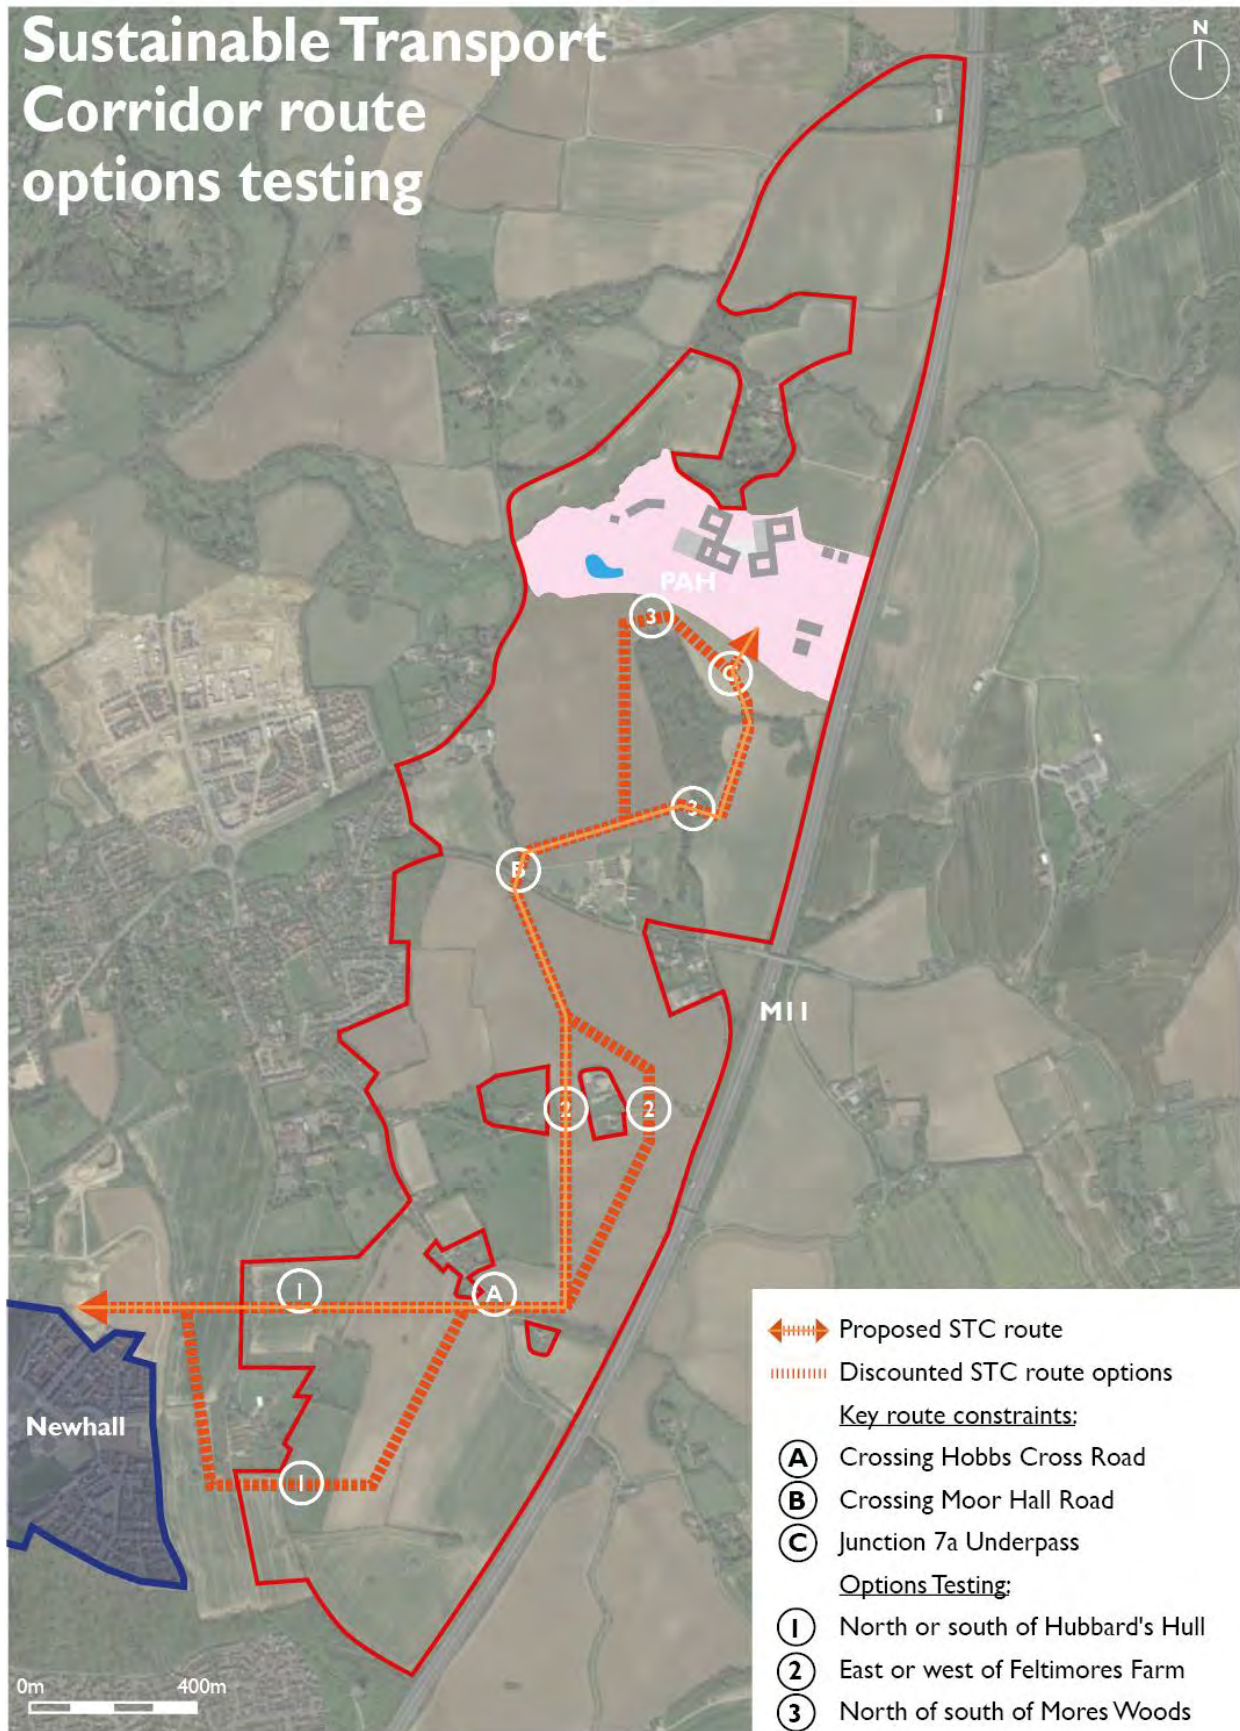 Sustainable Transport
Corridor route
options testing
N
PAH
3
C
3
B
M11
2
2
1
A
Newhall
1
0m 400m
Proposed STC route
Discounted STC route options
Key route constraints:
A Crossing Hobbs Cross Road
B Crossing Moor Hall Road
C Junction 7a Underpass
Options Testing:
1 North or south of Hubbard's Hull
2 East or west of Feltimores Farm
3 North of south of Mores Woods